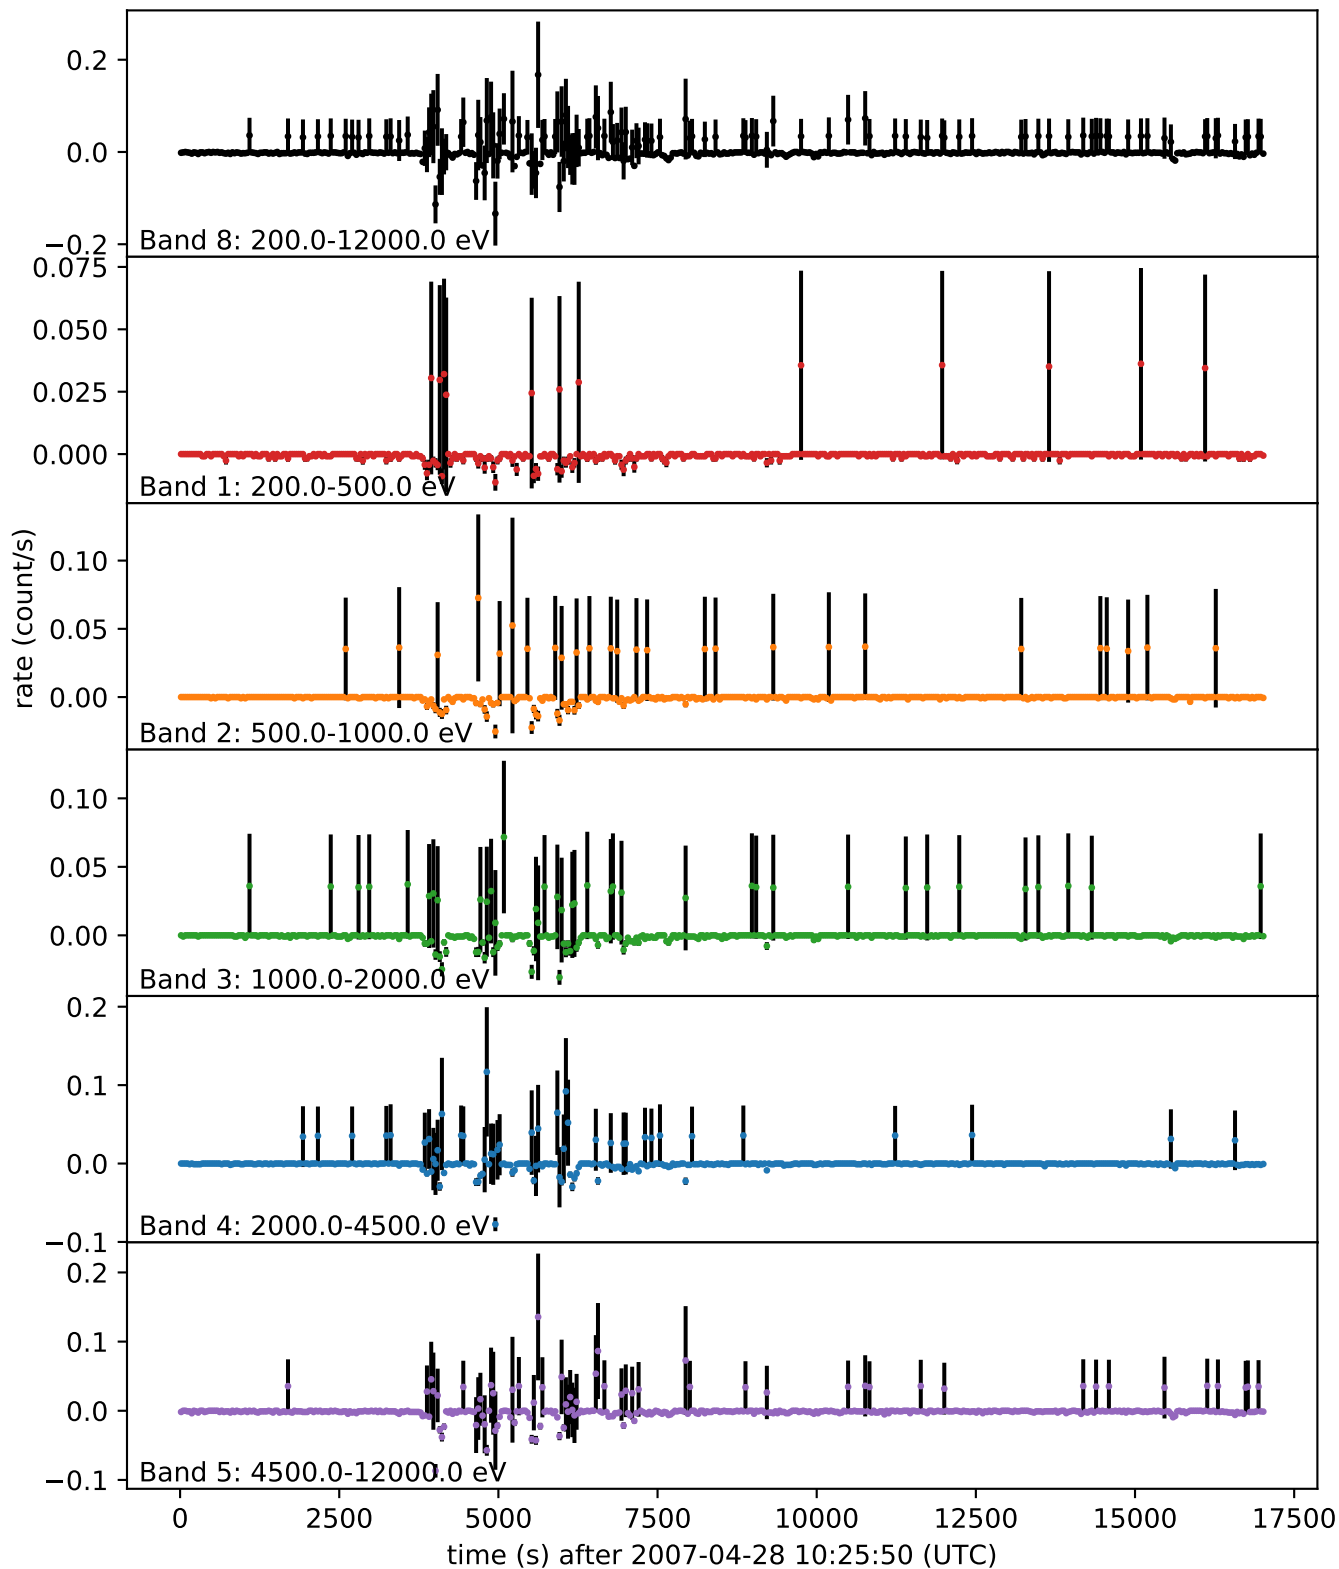 0.2
0.0
−0.2
Band 8: 200.0-12000.0 eV
0.075
0.050
0.025
0.000
Band 1: 200.0-500.0 eV
rate (count/s)
0.10
0.05
0.00
Band 2: 500.0-1000.0 eV
0.10
0.05
0.00
Band 3: 1000.0-2000.0 eV
0.2
0.1
0.0
−0.1
Band 4: 2000.0-4500.0 eV
0.2
0.1
0.0
−0.1
Band 5: 4500.0-12000.0 eV
0 2500 5000 7500 10000 12500 15000 17500
time (s) after 2007-04-28 10:25:50 (UTC)